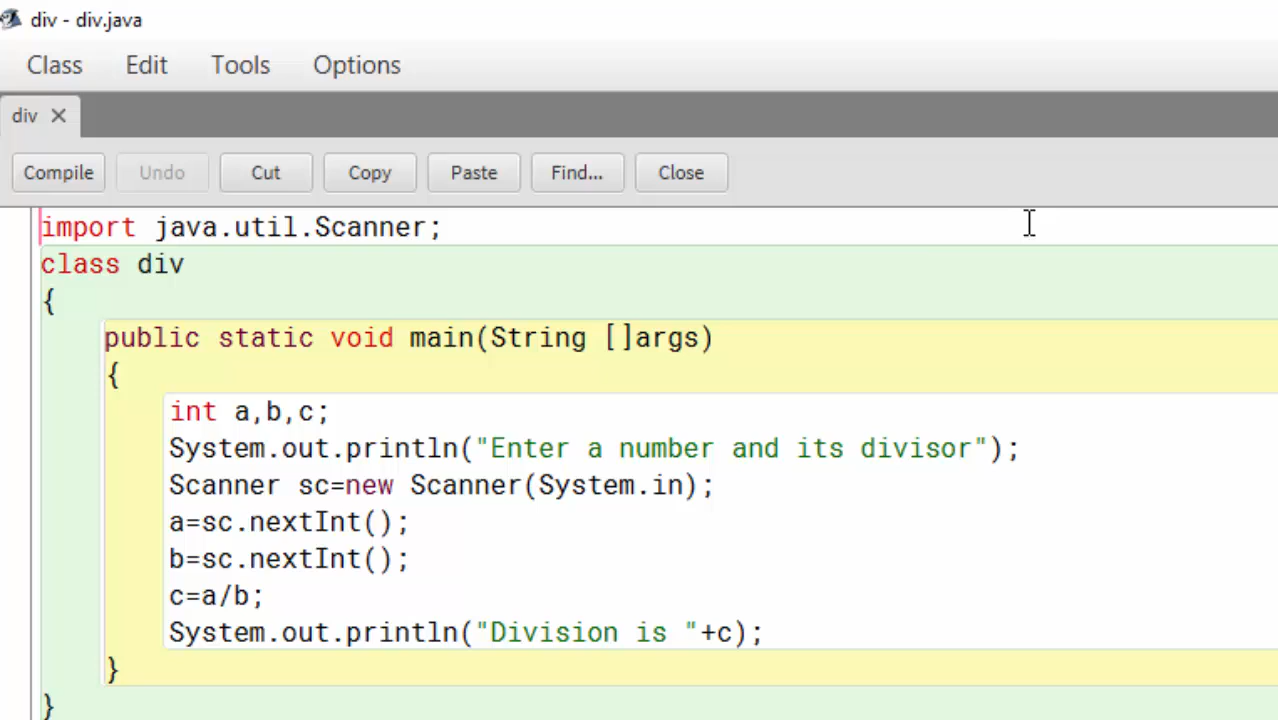 div - div.java
Class Edit Tools Options
div
Compile Undo Cut Copy Paste Find... Close
import java.util.Scanner;
class div
{
public static void main(String []args)
{
int a,b,c;
System.out.println("Enter a number and its divisor");
Scanner sc=new Scanner(System.in);
a=sc.nextInt();
b=sc.nextInt();
c=a/b;
System.out.println("Division is "+c);
}
}